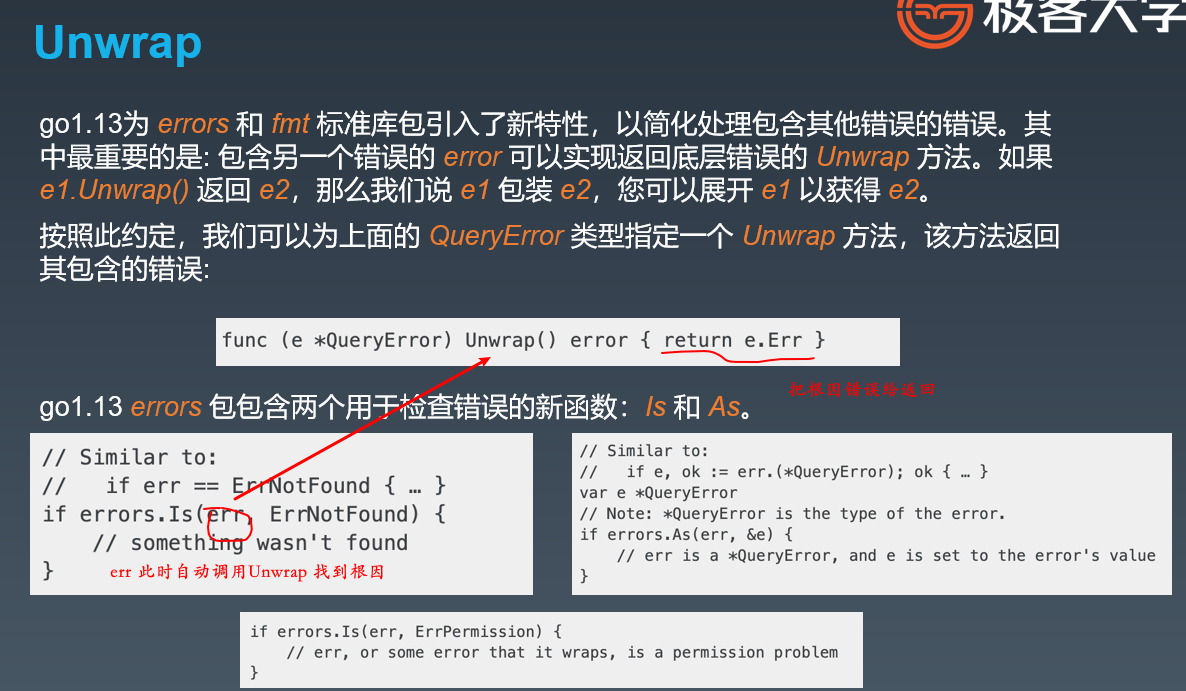 极客大学
Unwrap
go1.13为 errors 和 fmt 标准库包引入了新特性，以简化处理包含其他错误的错误。其
中最重要的是: 包含另一个错误的 error 可以实现返回底层错误的 Unwrap 方法。如果
e1.Unwrap() 返回 e2，那么我们说 e1 包装 e2，您可以展开 e1 以获得 e2。
按照此约定，我们可以为上面的 QueryError 类型指定一个 Unwrap 方法，该方法返回
其包含的错误:
func (e *QueryError) Unwrap() error { return e.Err }
把根因错误给返回
go1.13 errors 包包含两个用于检查错误的新函数：Is 和 As。
// Similar to:
//   if err == ErrNotFound { … }
if errors.Is(err, ErrNotFound) {
    // something wasn't found
}
err 此时自动调用Unwrap 找到根因
// Similar to:
//   if e, ok := err.(*QueryError); ok { … }
var e *QueryError
// Note: *QueryError is the type of the error.
if errors.As(err, &e) {
    // err is a *QueryError, and e is set to the error's value
}
if errors.Is(err, ErrPermission) {
    // err, or some error that it wraps, is a permission problem
}